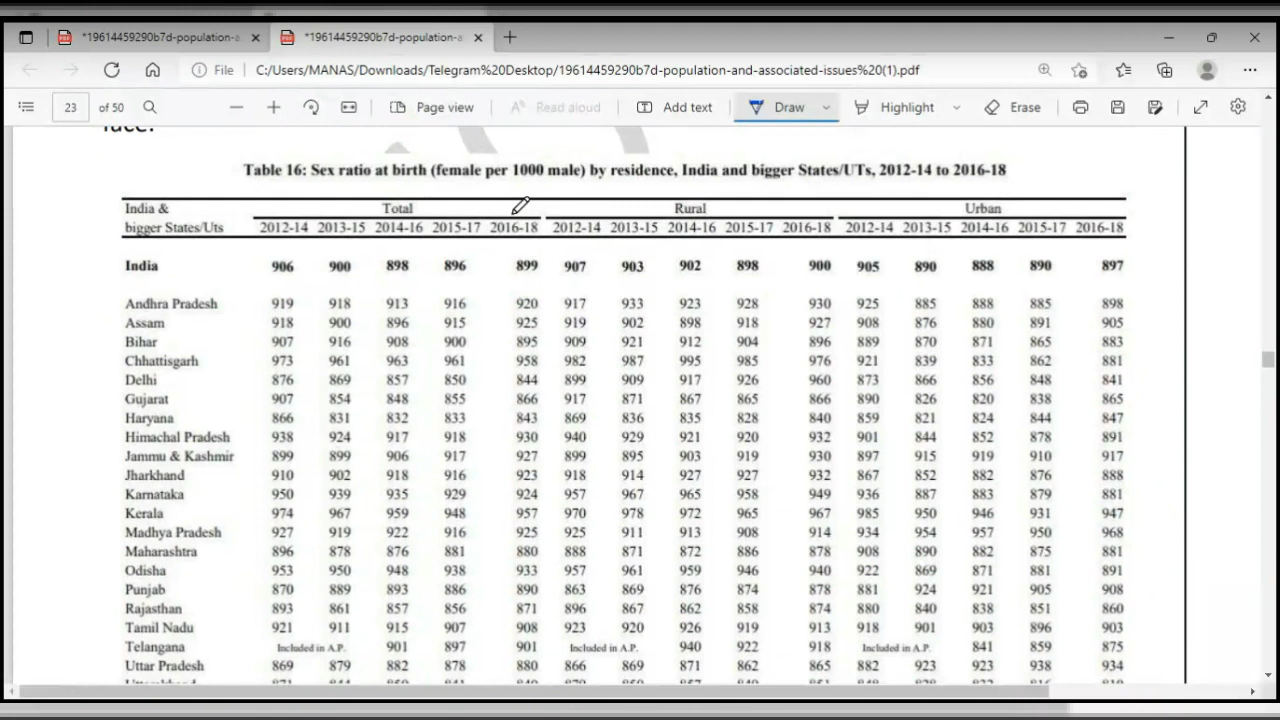 *19614459290b7d-population-a
*19614459290b7d-population-a
File C:/Users/MANAS/Downloads/Telegram%20Desktop/19614459290b7d-population-and-associated-issues%20(1).pdf
23 of 50 Page view Read aloud Add text Draw Highlight Erase
Table 16: Sex ratio at birth (female per 1000 male) by residence, India and bigger States/UTs, 2012-14 to 2016-18
India & Total Rural Urban
bigger States/Uts 2012-14 2013-15 2014-16 2015-17 2016-18 2012-14 2013-15 2014-16 2015-17 2016-18 2012-14 2013-15 2014-16 2015-17 2016-18
India 906 900 898 896 899 907 903 902 898 900 905 890 888 890 897
Andhra Pradesh 919 918 913 916 920 917 933 923 928 930 925 885 888 885 898
Assam 918 900 896 915 925 919 902 898 918 927 908 876 880 891 905
Bihar 907 916 908 900 895 909 921 912 904 896 889 870 871 865 883
Chhattisgarh 973 961 963 961 958 982 987 995 985 976 921 839 833 862 881
Delhi 876 869 857 850 844 899 909 917 926 960 873 866 856 848 841
Gujarat 907 854 848 855 866 917 871 867 865 866 890 826 820 838 865
Haryana 866 831 832 833 843 869 836 835 828 840 859 821 824 844 847
Himachal Pradesh 938 924 917 918 930 940 929 921 920 932 901 844 852 878 891
Jammu & Kashmir 899 899 906 917 927 899 895 903 919 930 897 915 919 910 917
Jharkhand 910 902 918 916 923 918 914 927 927 932 867 852 882 876 888
Karnataka 950 939 935 929 924 957 967 965 958 949 936 887 883 879 881
Kerala 974 967 959 948 957 970 978 972 965 967 985 950 946 931 947
Madhya Pradesh 927 919 922 916 925 925 911 913 908 914 934 954 957 950 968
Maharashtra 896 878 876 881 880 888 871 872 886 878 908 890 882 875 881
Odisha 953 950 948 938 933 957 961 959 946 940 922 869 871 881 891
Punjab 870 889 893 886 890 863 869 876 874 878 881 924 921 905 908
Rajasthan 893 861 857 856 871 896 867 862 858 874 880 840 838 851 860
Tamil Nadu 921 911 915 907 908 923 920 926 919 913 918 901 903 896 903
Telangana Included in A.P. 901 897 901 Included in A.P. 940 922 918 Included in A.P. 841 859 875
Uttar Pradesh 869 879 882 878 880 866 869 871 862 865 882 923 923 938 934